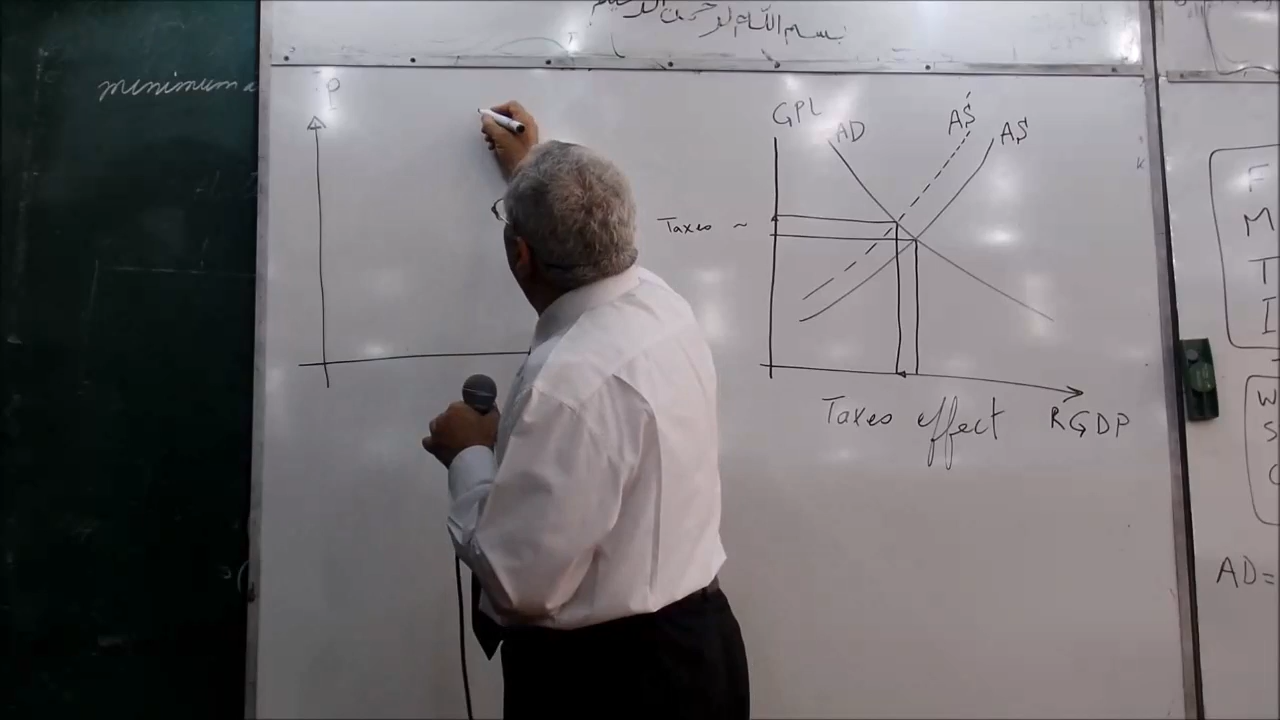 بسم الله الرحمن الرحيم
minimum a
P
GPL
AD
AS'
AS
Taxes ~
Taxes effect
RGDP
F
M
T
I
W
S
AD=